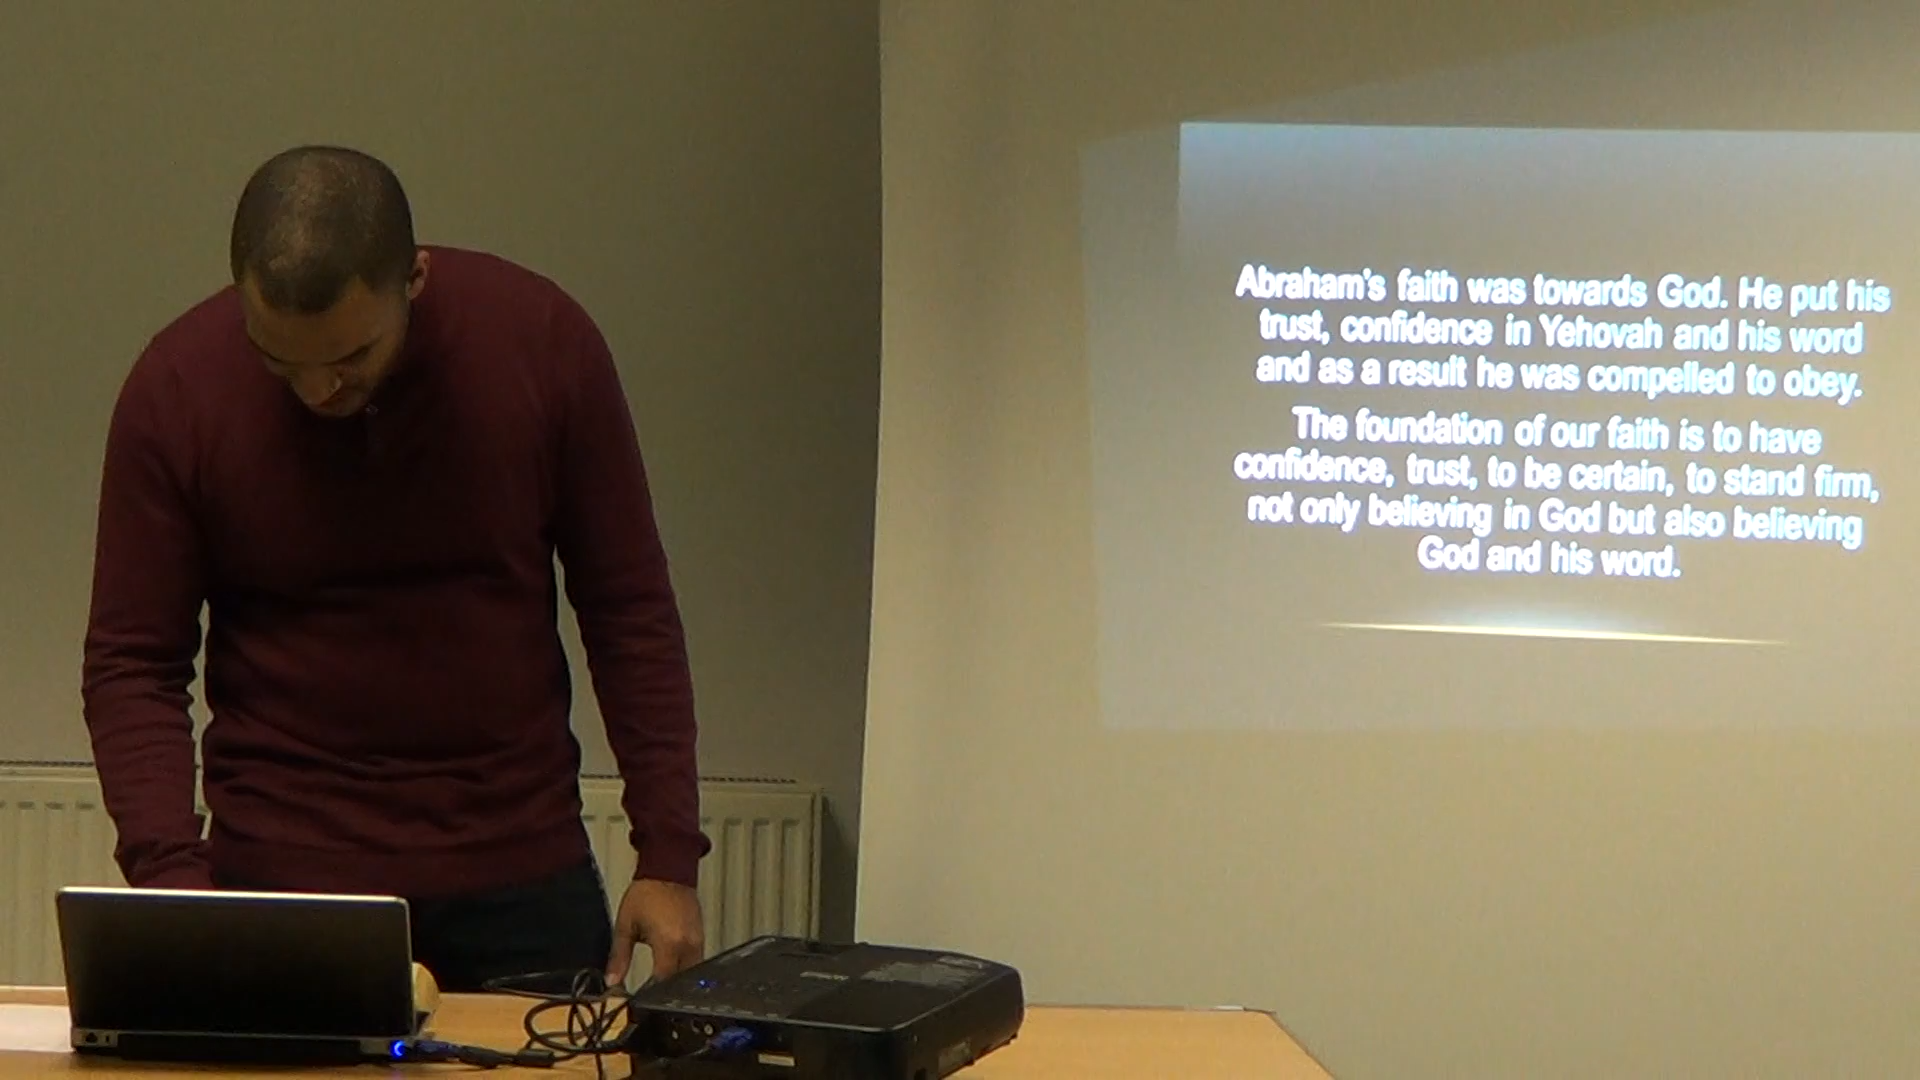 Abraham's faith was towards God. He put his
trust, confidence in Yehovah and his word
and as a result he was compelled to obey.
The foundation of our faith is to have
confidence, trust, to be certain, to stand firm,
not only believing in God but also believing
God and his word.